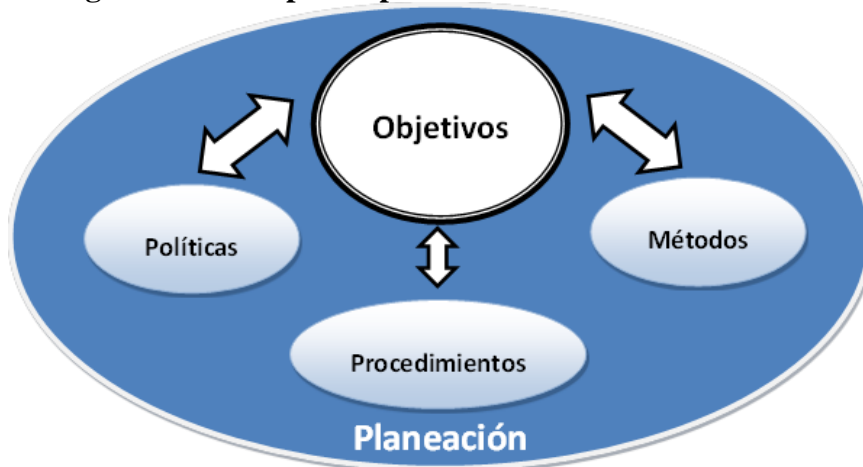 Objetivos
Políticas
Métodos
Procedimientos
Planeación